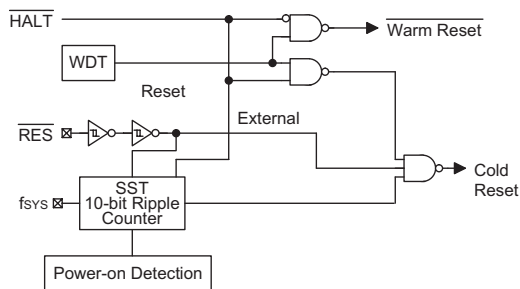 HALT
Warm Reset
WDT
Reset
External
RES
SST
10-bit Ripple
Counter
fSYS
Cold
Reset
Power-on Detection